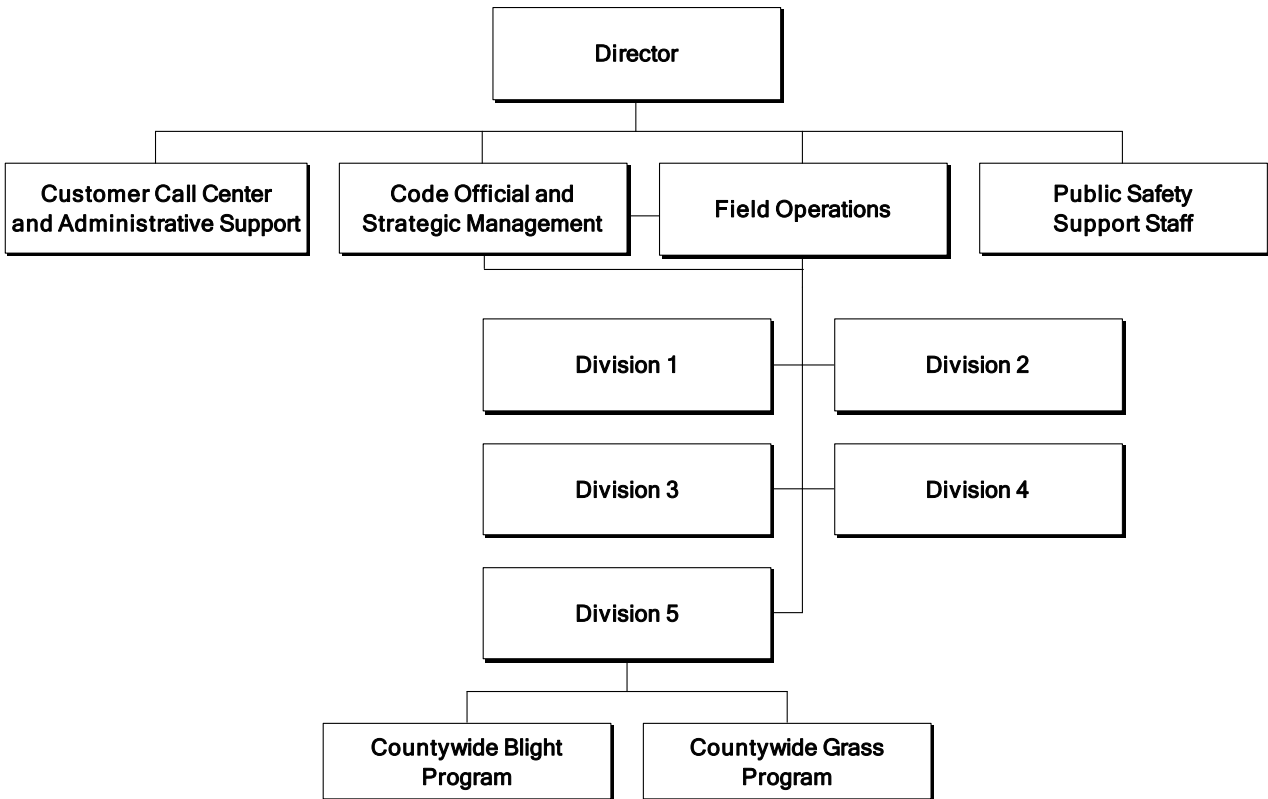 Director
Customer Call Center
and Administrative Support
Code Official and
Strategic Management
Field Operations
Public Safety
Support Staff
Division 1
Division 2
Division 3
Division 4
Division 5
Countywide Blight
Program
Countywide Grass
Program